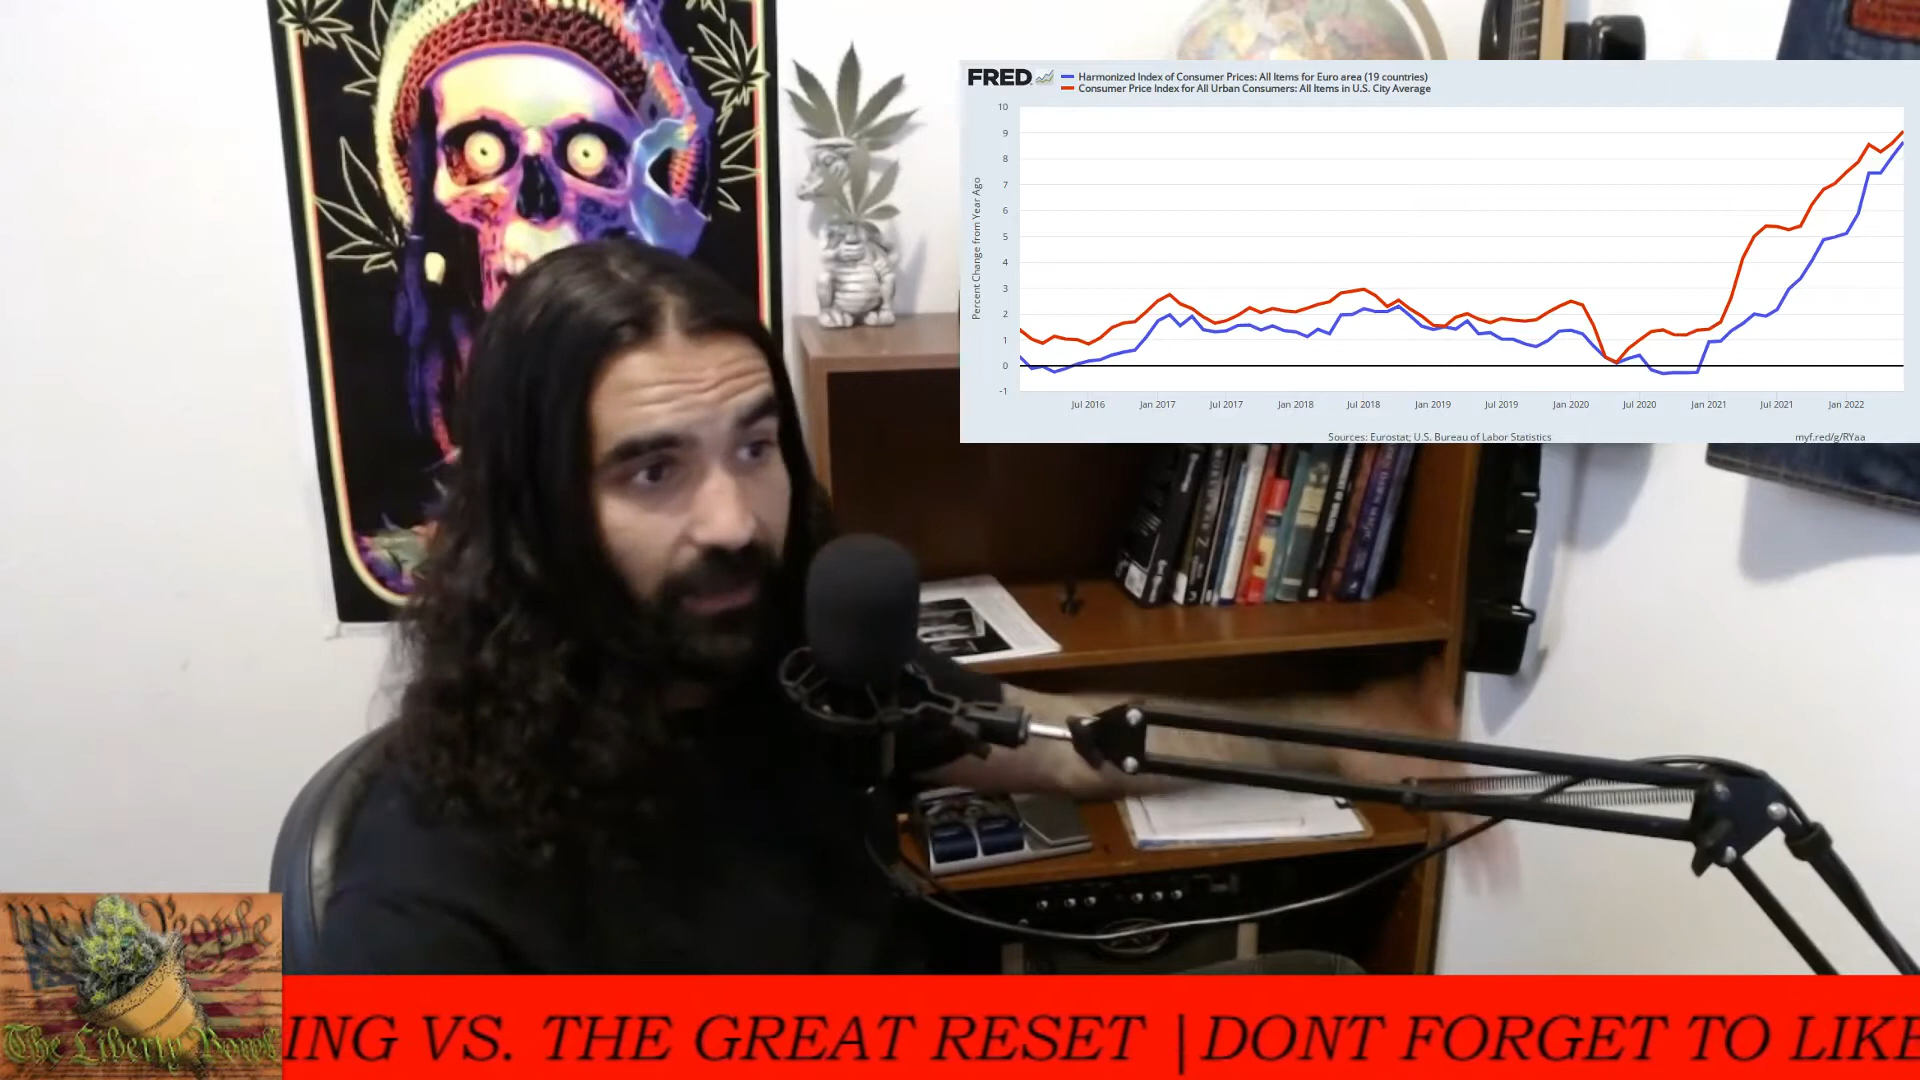 FRED
Harmonized Index of Consumer Prices: All Items for Euro area (19 countries)
Consumer Price Index for All Urban Consumers: All Items in U.S. City Average
Percent Change from Year Ago
10
9
8
7
6
5
4
3
2
1
0
-1
Jul 2016 Jan 2017 Jul 2017 Jan 2018 Jul 2018 Jan 2019 Jul 2019 Jan 2020 Jul 2020 Jan 2021 Jul 2021 Jan 2022
Sources: Eurostat; U.S. Bureau of Labor Statistics
myf.red/g/RYaa
We the People
The Liberty Bowl
ING VS. THE GREAT RESET | DONT FORGET TO LIKE